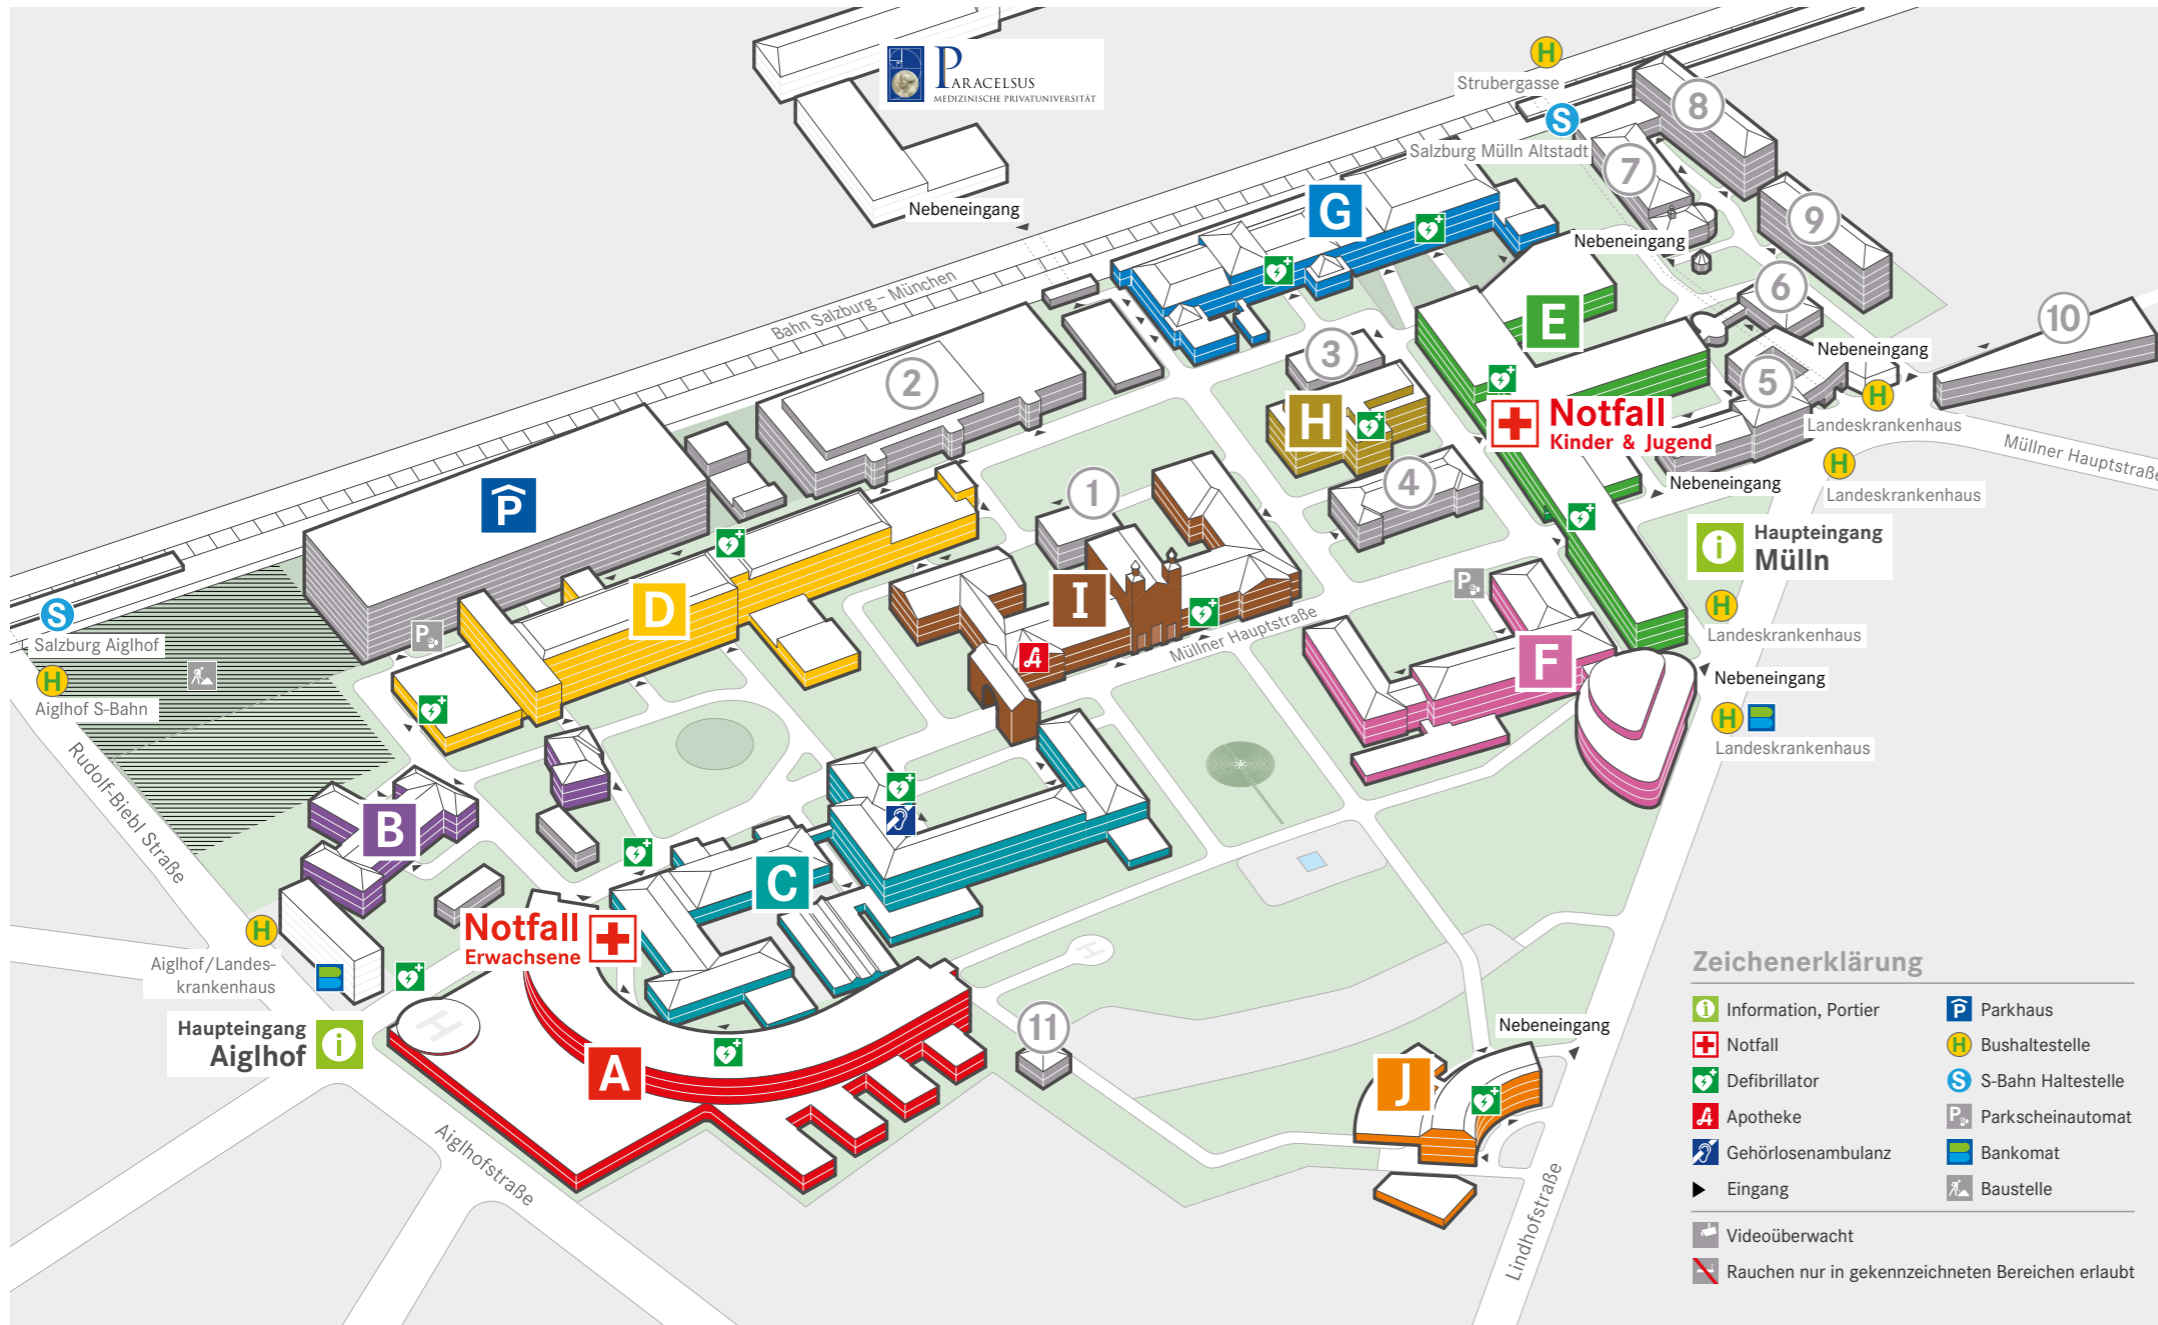 PARACELSUS
MEDIZINISCHE PRIVATUNIVERSITÄT
H
Strubergasse
S
Salzburg Mülln Altstadt
8
7
9
Nebeneingang
G
Nebeneingang
6
10
Bahn Salzburg – München
E
3
Nebeneingang
2
5
H
Landeskrankenhaus
H
Notfall
Kinder & Jugend
Müllner Hauptstraße
H
Landeskrankenhaus
Nebeneingang
4
1
P
Haupteingang
Mülln
i
D
I
P
P
S
Salzburg Aiglhof
H
Aiglhof S-Bahn
Müllner Hauptstraße
H
Landeskrankenhaus
F
Nebeneingang
H
Landeskrankenhaus
Rudolf-Biebl Straße
B
C
H
Aiglhof/Landes-
krankenhaus
Notfall
Erwachsene
H
H
Haupteingang
Aiglhof
i
A
11
Nebeneingang
J
Aiglhofstraße
Lindhofstraße
Zeichenerklärung
i Information, Portier
Notfall
Defibrillator
Apotheke
Gehörlosenambulanz
Eingang
P Parkhaus
H Bushaltestelle
S S-Bahn Haltestelle
P Parkscheinautomat
Bankomat
Baustelle
Videoüberwacht
Rauchen nur in gekennzeichneten Bereichen erlaubt